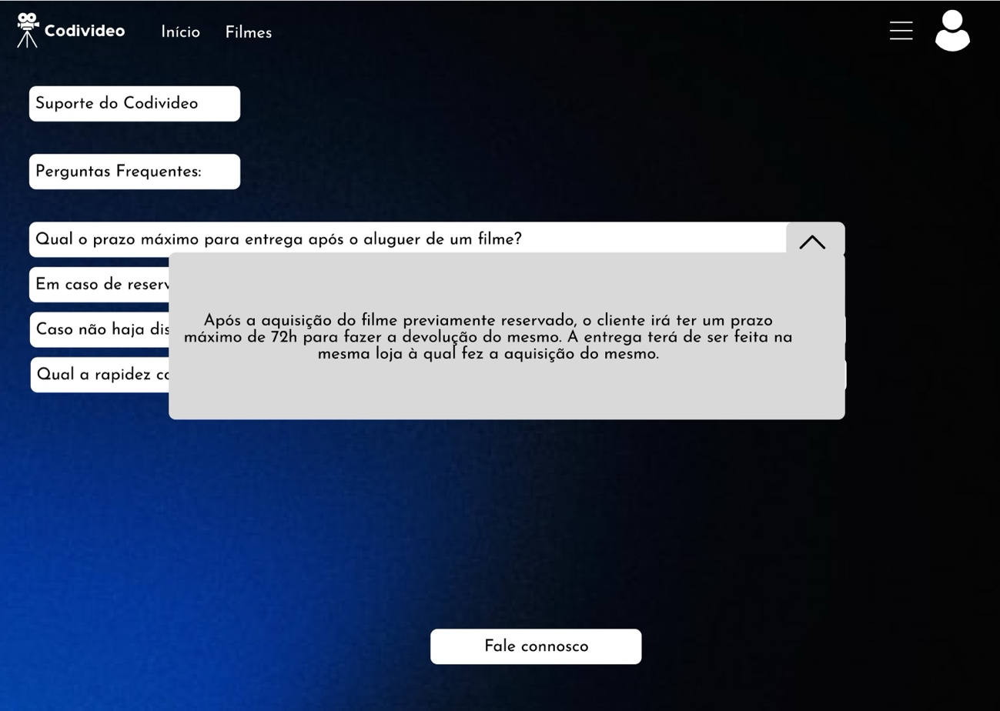 Codivideo
Início
Filmes
Suporte do Codivideo
Perguntas Frequentes:
Qual o prazo máximo para entrega após o aluguer de um filme?
Em caso de reserv
Caso não haja dis
Qual a rapidez
Após a aquisição do filme previamente reservado, o cliente irá ter um prazo
máximo de 72h para fazer a devolução do mesmo. A entrega terá de ser feita na
mesma loja à qual fez a aquisição do mesmo.
Fale connosco